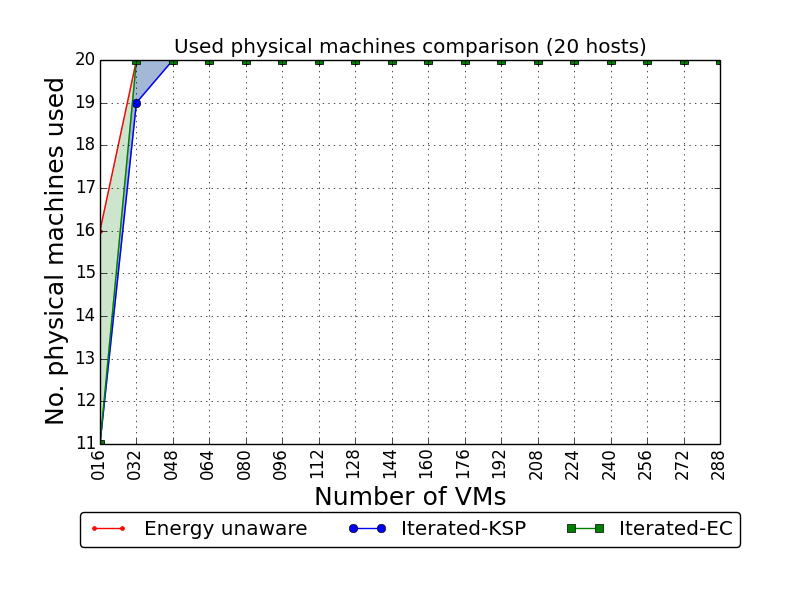 Used physical machines comparison (20 hosts)
No. physical machines used
20
19
18
17
16
15
14
13
12
11
016 032 048 064 080 096 112 128 144 160 176 192 208 224 240 256 272 288
Number of VMs
Energy unaware Iterated-KSP Iterated-EC